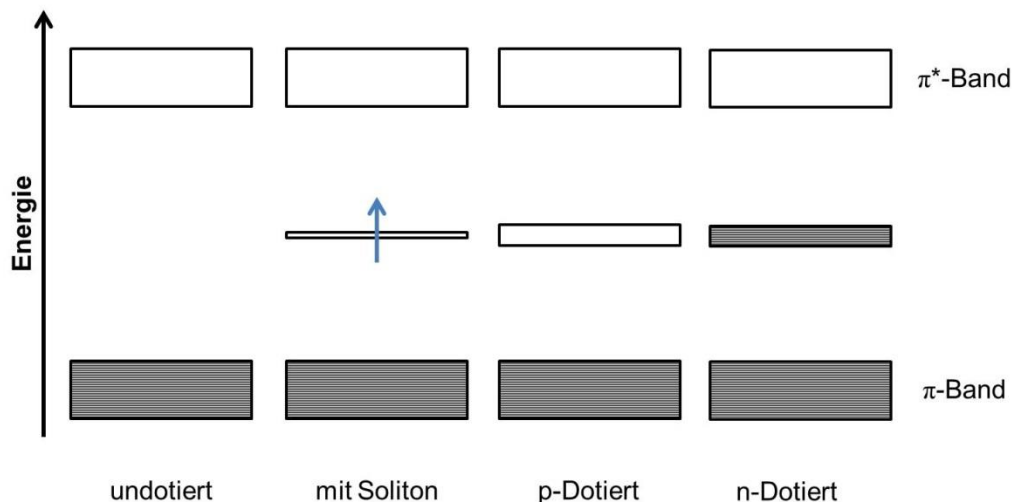 π*-Band
Energie
π-Band
undotiert
mit Soliton
p-Dotiert
n-Dotiert